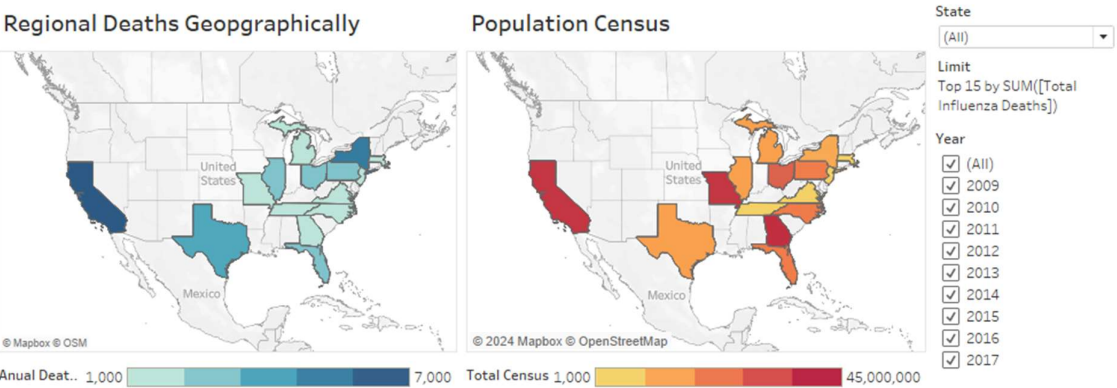 Regional Deaths Geopgraphically
Population Census
State
(All)
Limit
Top 15 by SUM([Total
Influenza Deaths])
Year
(All)
2009
2010
2011
2012
2013
2014
2015
2016
2017
United
States
Mexico
© Mapbox © OSM
United
States
Mexico
© 2024 Mapbox © OpenStreetMap
Anual Deat.. 1,000 7,000
Total Census 1,000 45,000,000